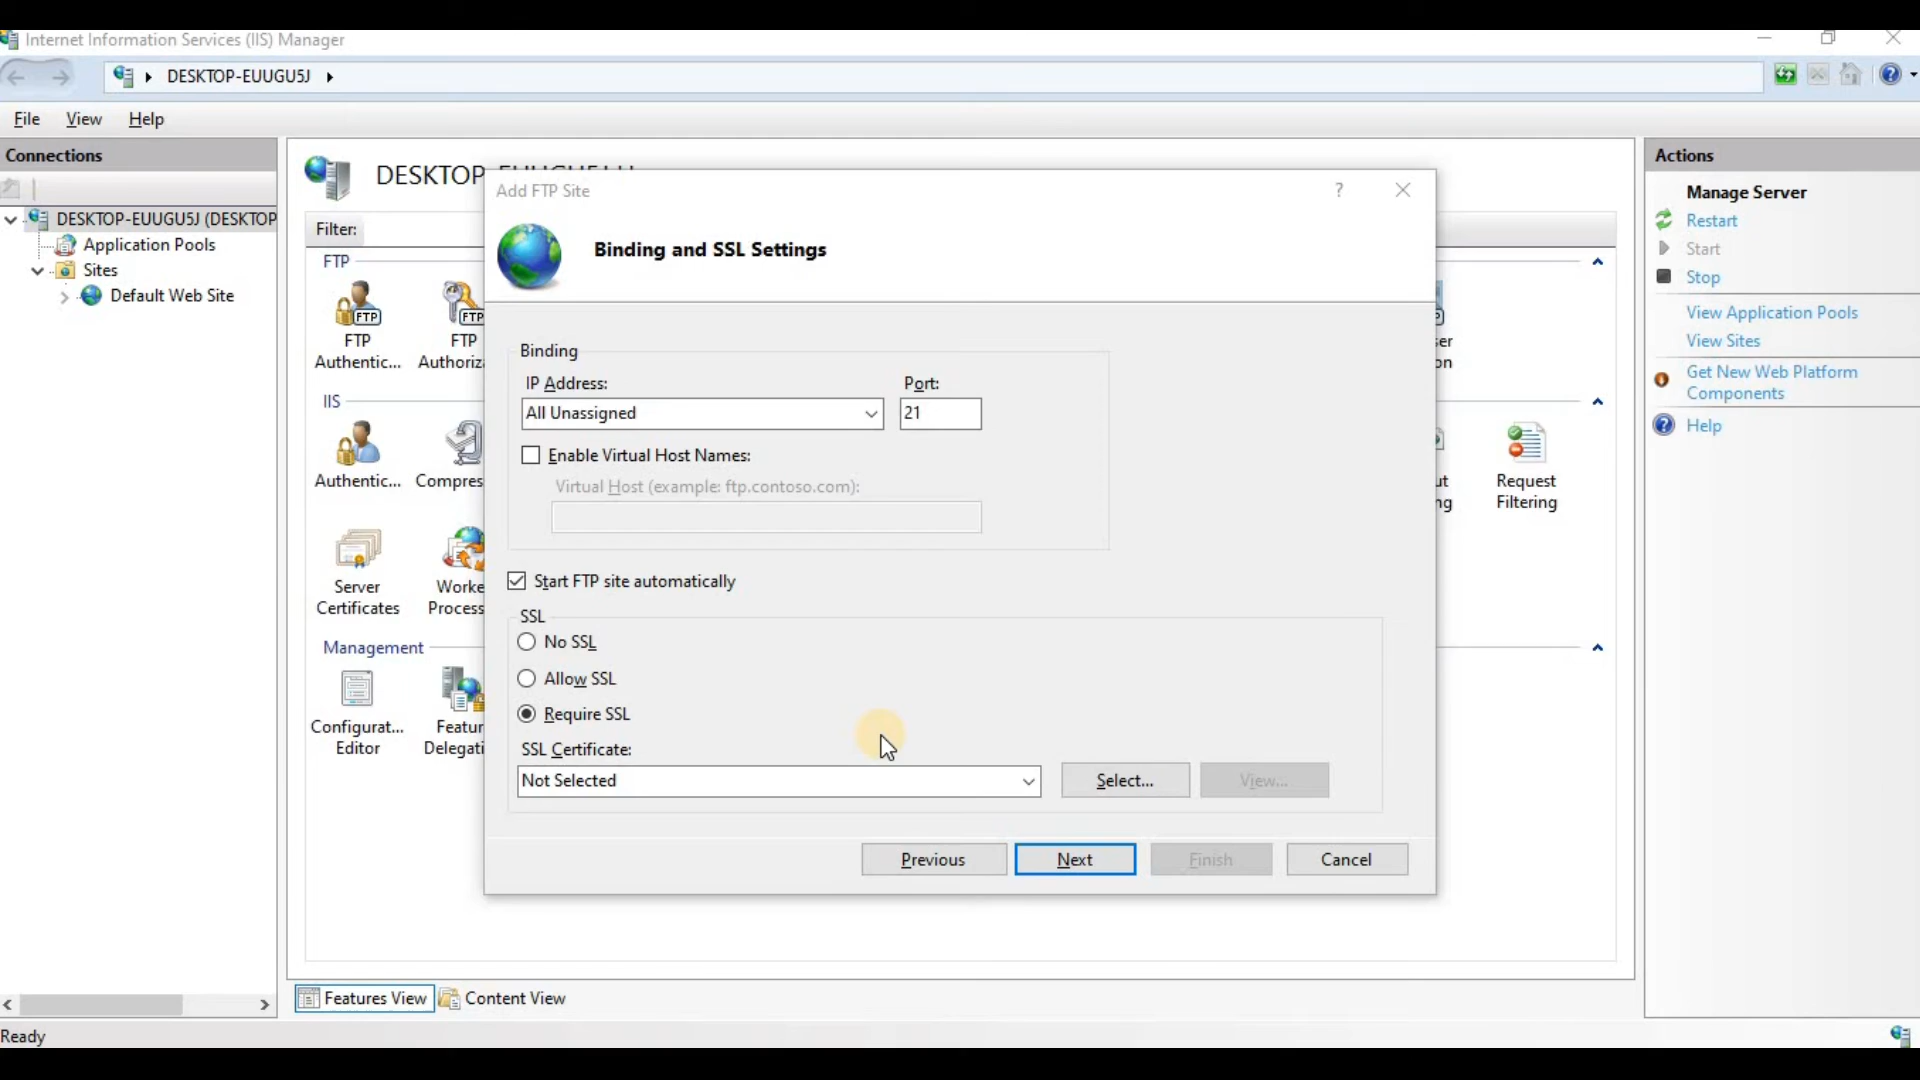 Internet Information Services (IIS) Manager
DESKTOP-EUUGU5J
File View Help
Connections
DESKTOP-EUUGU5J (DESKTOP
Application Pools
Sites
Default Web Site
DESKTOP
Filter:
FTP
FTP
Authentic...
FTP
Authoriza
IIS
Authentic...
Compres
Server
Certificates
Worke
Process
Management
Configurat...
Editor
Featur
Delegati
ser
on
ut
ng
Request
Filtering
Add FTP Site
Binding and SSL Settings
Binding
IP Address:
Port:
All Unassigned
21
Enable Virtual Host Names:
Virtual Host (example: ftp.contoso.com):
Start FTP site automatically
SSL
No SSL
Allow SSL
Require SSL
SSL Certificate:
Not Selected
Select...
View...
Previous
Next
Finish
Cancel
Features View
Content View
Actions
Manage Server
Restart
Start
Stop
View Application Pools
View Sites
Get New Web Platform
Components
Help
Ready